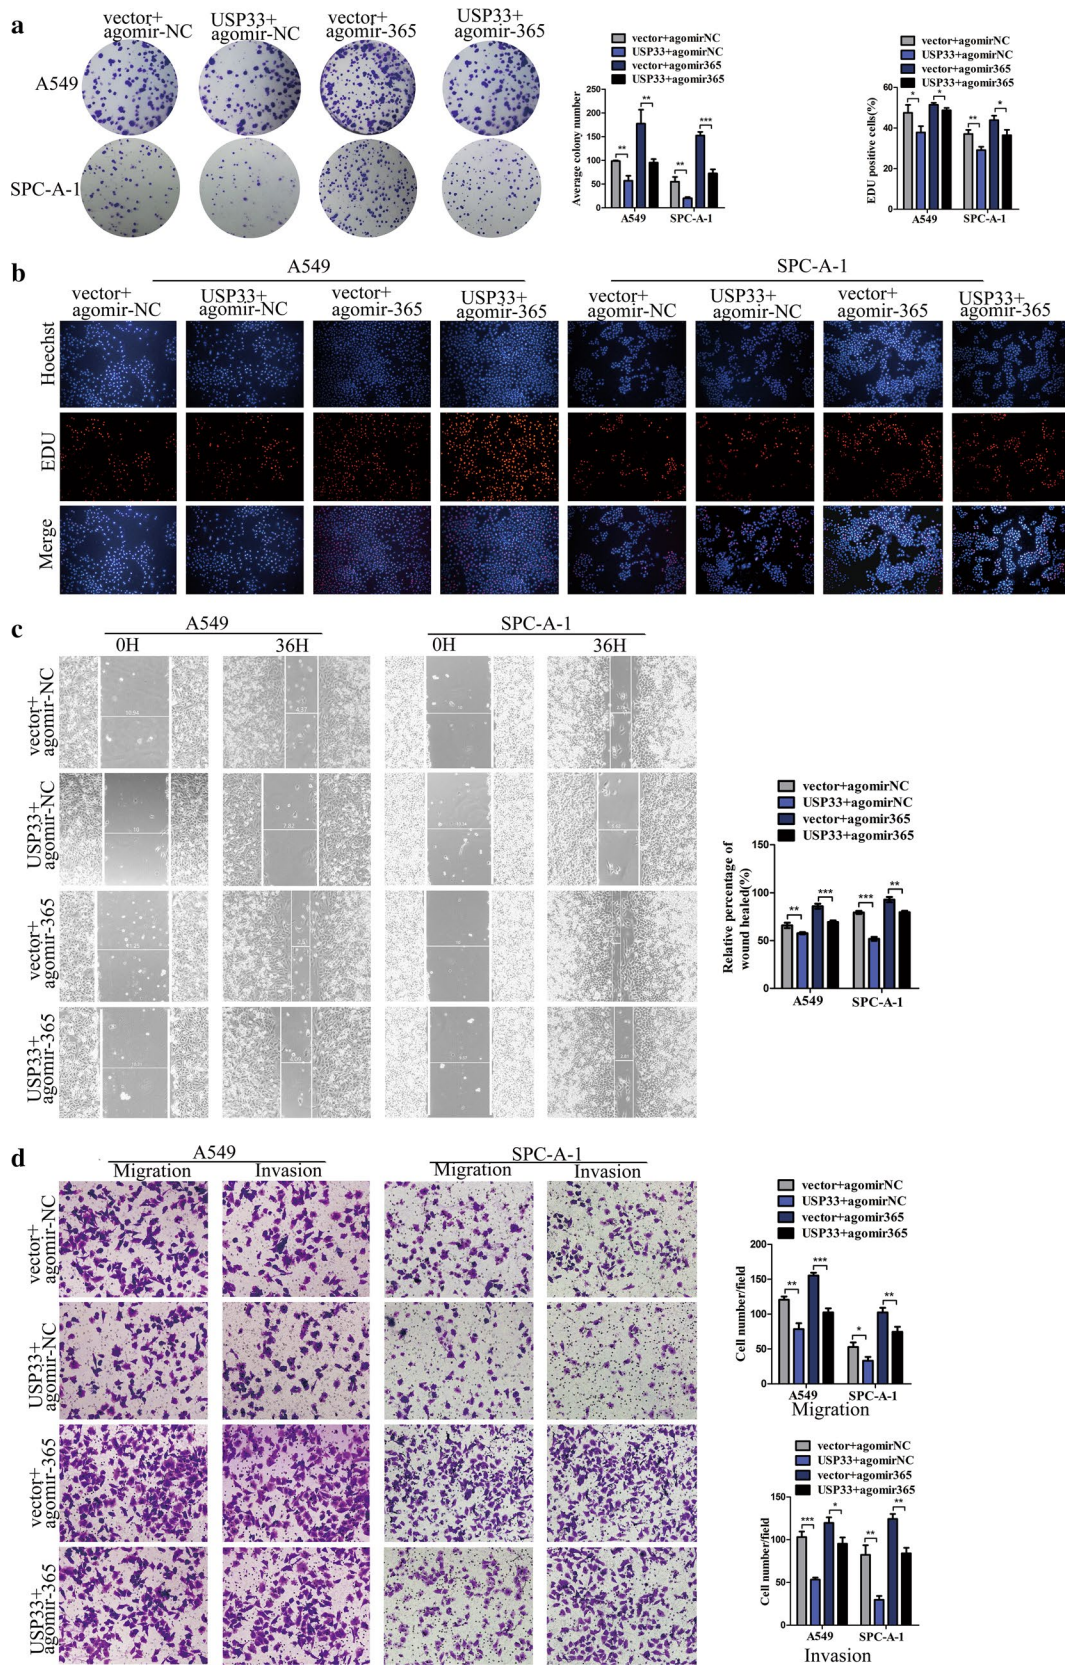 a
vector+
agomir-NC
USP33+
agomir-NC
vector+
agomir-365
USP33+
agomir-365
A549
SPC-A-1
vector+agomirNC
USP33+agomirNC
vector+agomir365
USP33+agomir365
Average colony number
250
200
150
100
50
0
**
**
**
***
A549
SPC-A-1
vector+agomirNC
USP33+agomirNC
vector+agomir365
USP33+agomir365
EDU positive cells(%)
60
40
20
0
*
*
**
*
A549
SPC-A-1
b
A549
SPC-A-1
vector+
agomir-NC
USP33+
agomir-NC
vector+
agomir-365
USP33+
agomir-365
vector+
agomir-NC
USP33+
agomir-NC
vector+
agomir-365
USP33+
agomir-365
Hoechst
EDU
Merge
c
A549
SPC-A-1
0H
36H
0H
36H
vector+
agomir-NC
USP33+
agomir-NC
vector+
agomir-365
USP33+
agomir-365
vector+agomirNC
USP33+agomirNC
vector+agomir365
USP33+agomir365
Relative percentage of
wound healed(%)
150
100
50
0
**
***
***
**
A549
SPC-A-1
d
A549
SPC-A-1
Migration
Invasion
Migration
Invasion
vector+
agomir-NC
USP33+
agomir-NC
vector+
agomir-365
USP33+
agomir-365
vector+agomirNC
USP33+agomirNC
vector+agomir365
USP33+agomir365
Cell number/field
200
150
100
50
0
**
***
*
**
A549
SPC-A-1
Migration
vector+agomirNC
USP33+agomirNC
vector+agomir365
USP33+agomir365
Cell number/field
150
100
50
0
***
*
**
**
A549
SPC-A-1
Invasion